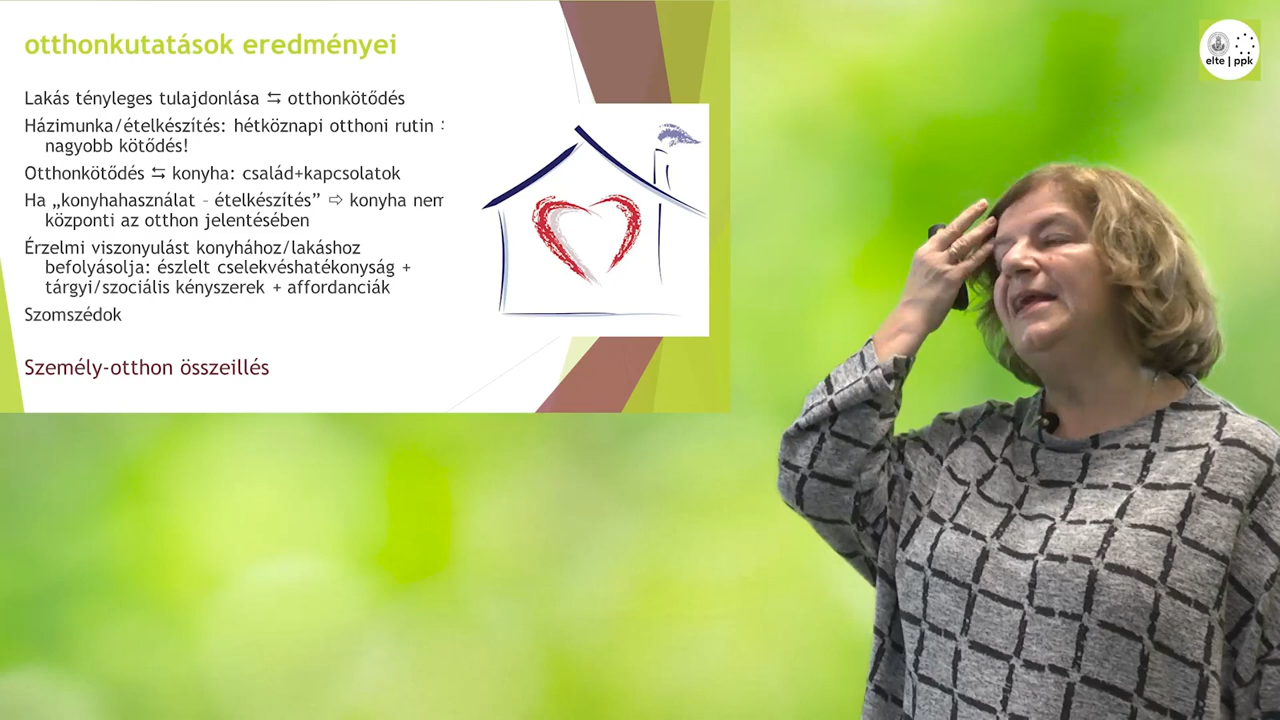 otthonkutatások eredményei
Lakás tényleges tulajdonlása ⇆ otthonkötődés
Házimunka/ételkészítés: hétköznapi otthoni rutin :
nagyobb kötődés!
Otthonkötődés ⇆ konyha: család+kapcsolatok
Ha „konyhahasználat – ételkészítés” ⇨ konyha nem
központi az otthon jelentésében
Érzelmi viszonyulást konyhához/lakáshoz
befolyásolja: észlelt cselekvéshatékonyság +
tárgyi/szociális kényszerek + affordanciák
Szomszédok
Személy-otthon összeillés
elte | ppk